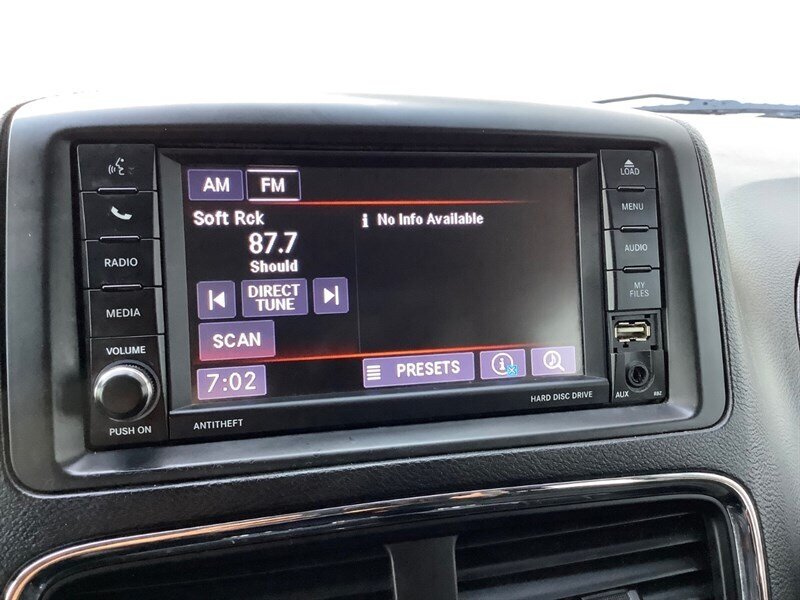 RADIO
MEDIA
VOLUME
PUSH ON
ANTITHEFT
AM FM
Soft Rck
87.7
Should
DIRECT
TUNE
SCAN
7:02
i No Info Available
PRESETS
i
HARD DISC DRIVE
LOAD
MENU
AUDIO
MY
FILES
AUX RBZ